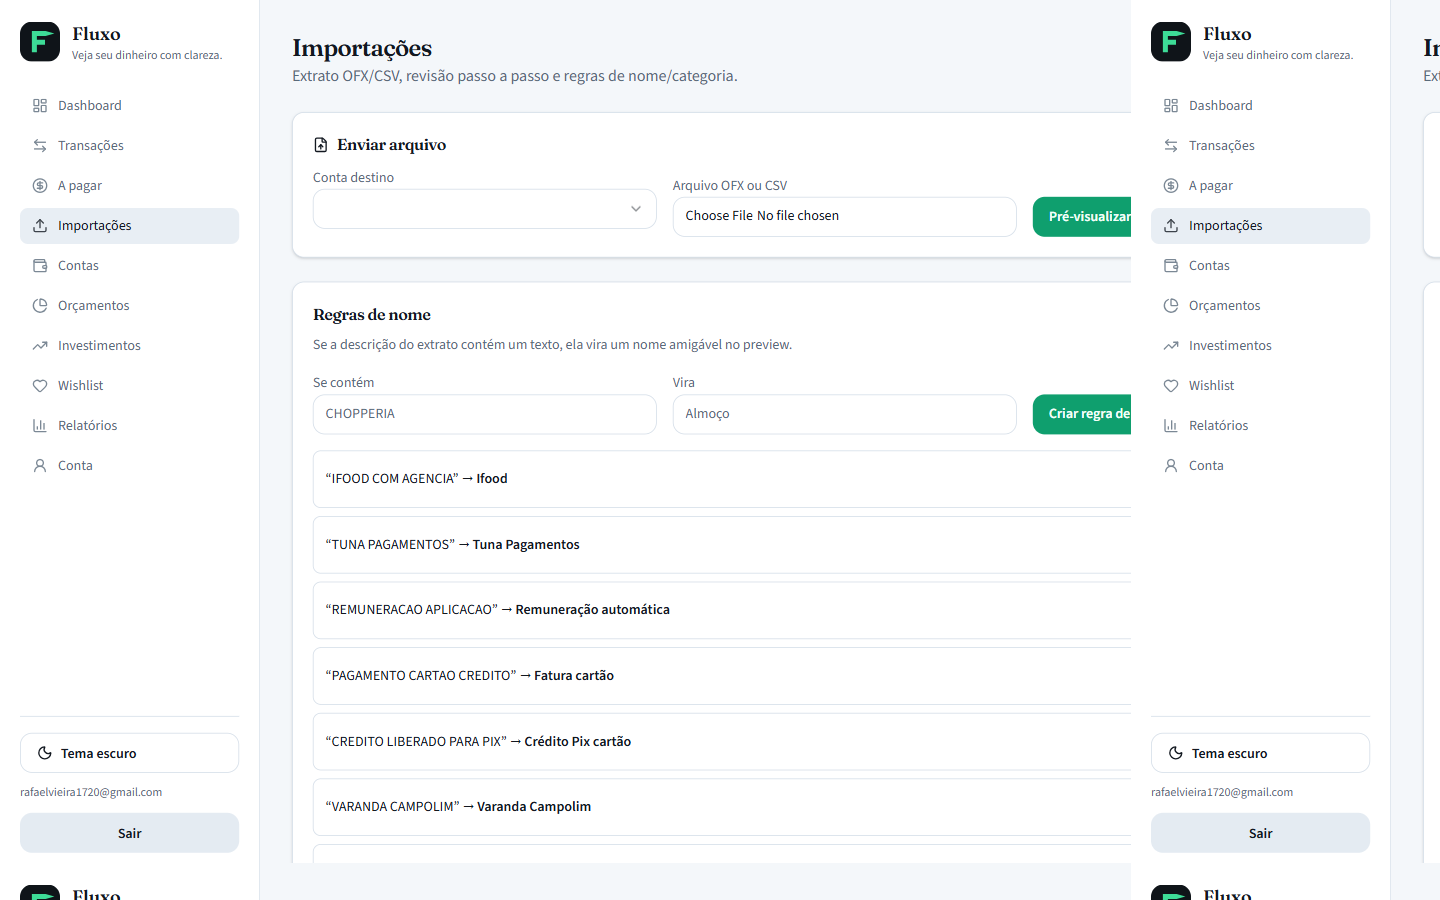 Fluxo
Veja seu dinheiro com clareza.
Dashboard
Transações
A pagar
Importações
Contas
Orçamentos
Investimentos
Wishlist
Relatórios
Conta
Tema escuro
rafaelvieira1720@gmail.com
Sair
Fluxo
Importações
Extrato OFX/CSV, revisão passo a passo e regras de nome/categoria.
Enviar arquivo
Conta destino
Arquivo OFX ou CSV
Choose File No file chosen
Pré-visualizar
Regras de nome
Se a descrição do extrato contém um texto, ela vira um nome amigável no preview.
Se contém
Vira
CHOPPERIA
Almoço
Criar regra de
“IFOOD COM AGENCIA” → Ifood
“TUNA PAGAMENTOS” → Tuna Pagamentos
“REMUNERACAO APLICACAO” → Remuneração automática
“PAGAMENTO CARTAO CREDITO” → Fatura cartão
“CREDITO LIBERADO PARA PIX” → Crédito Pix cartão
“VARANDA CAMPOLIM” → Varanda Campolim
Fluxo
Veja seu dinheiro com clareza.
Dashboard
Transações
A pagar
Importações
Contas
Orçamentos
Investimentos
Wishlist
Relatórios
Conta
Tema escuro
rafaelvieira1720@gmail.com
Sair
Fluxo